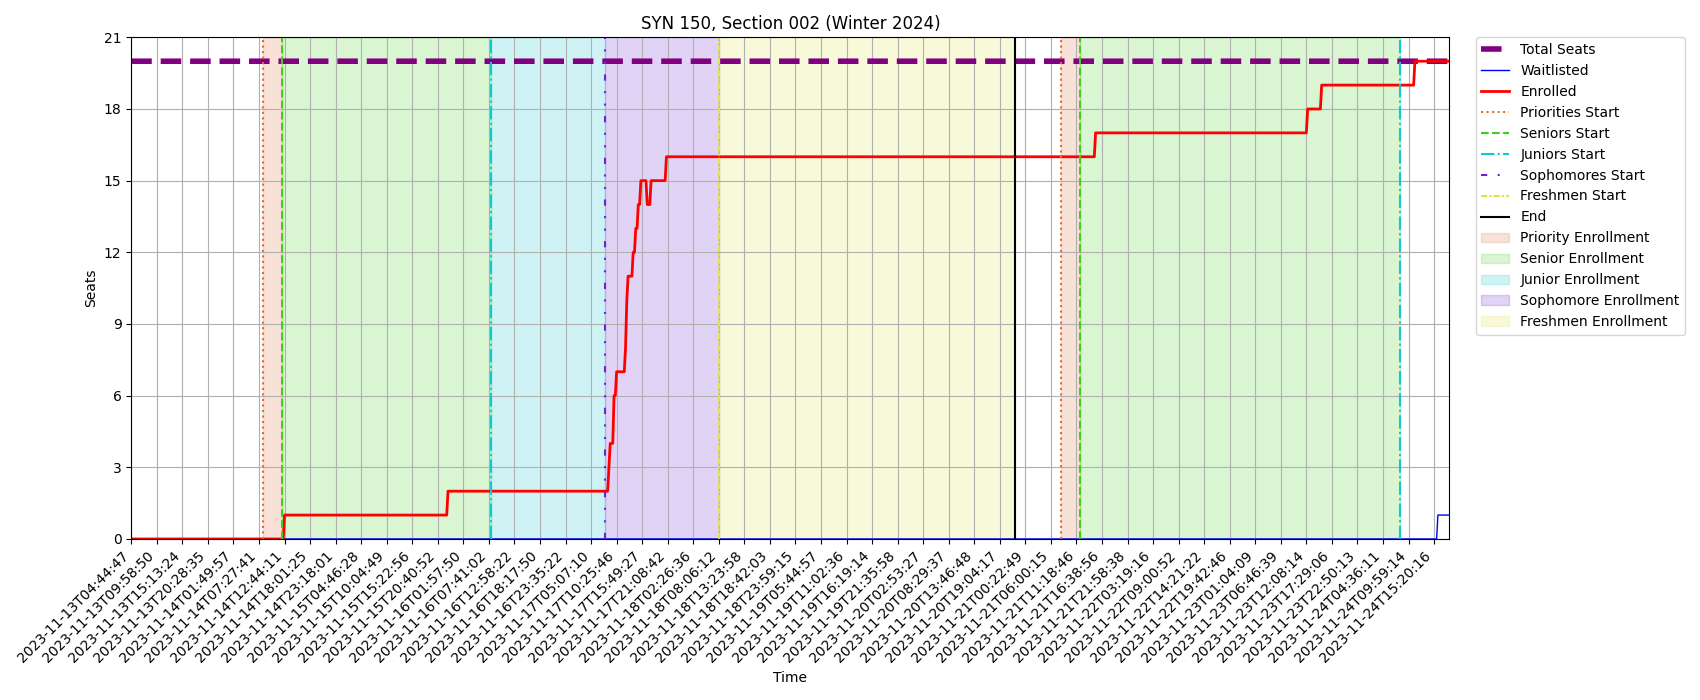 SYN 150, Section 002 (Winter 2024)
21
18
15
12
9
6
3
0
Seats
2023-11-13T04:44:47
2023-11-13T09:58:50
2023-11-13T15:13:24
2023-11-13T20:28:35
2023-11-14T01:49:57
2023-11-14T07:27:41
2023-11-14T12:44:11
2023-11-14T18:01:25
2023-11-14T23:18:01
2023-11-15T04:46:28
2023-11-15T10:04:49
2023-11-15T15:22:56
2023-11-15T20:40:52
2023-11-16T01:57:50
2023-11-16T07:41:02
2023-11-16T12:58:22
2023-11-16T18:17:50
2023-11-16T23:35:22
2023-11-17T05:07:10
2023-11-17T10:25:46
2023-11-17T15:49:27
2023-11-17T21:08:42
2023-11-18T02:26:36
2023-11-18T08:06:12
2023-11-18T13:23:58
2023-11-18T18:42:03
2023-11-18T23:59:15
2023-11-19T05:44:57
2023-11-19T11:02:36
2023-11-19T16:19:14
2023-11-19T21:35:58
2023-11-20T02:53:27
2023-11-20T08:29:37
2023-11-20T13:46:48
2023-11-20T19:04:17
2023-11-21T00:22:49
2023-11-21T06:00:15
2023-11-21T11:18:46
2023-11-21T16:38:56
2023-11-21T21:58:38
2023-11-22T03:19:16
2023-11-22T09:00:52
2023-11-22T14:21:22
2023-11-22T19:42:46
2023-11-23T01:04:09
2023-11-23T06:46:39
2023-11-23T12:08:14
2023-11-23T17:29:06
2023-11-23T22:50:13
2023-11-24T04:36:11
2023-11-24T09:59:14
2023-11-24T15:20:16
Time
Total Seats
Waitlisted
Enrolled
Priorities Start
Seniors Start
Juniors Start
Sophomores Start
Freshmen Start
End
Priority Enrollment
Senior Enrollment
Junior Enrollment
Sophomore Enrollment
Freshmen Enrollment